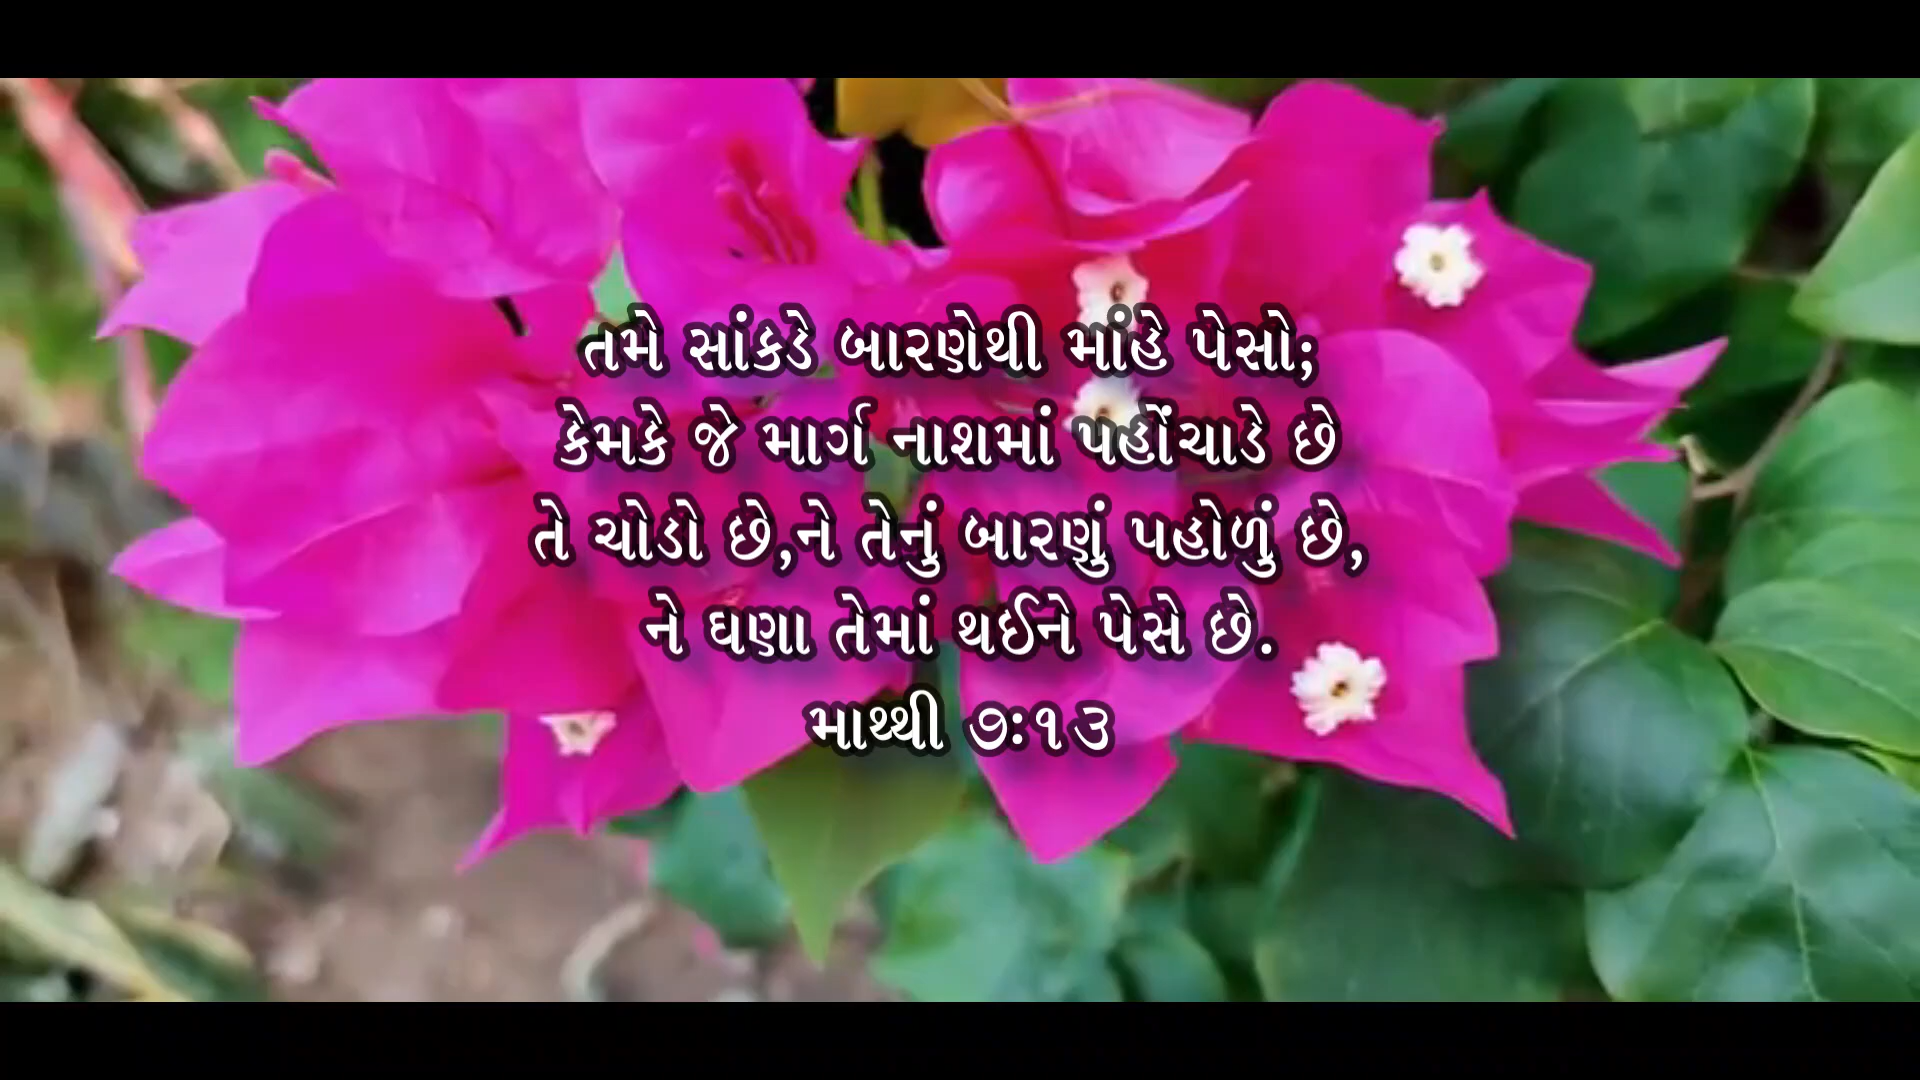 તમે સાંકડે બારણેથી માંહે પેસો;
કેમકે જે માર્ગ નાશમાં પહોંચાડે છે
તે ચોડો છે,ને તેનું બારણું પહોળું છે,
ને ઘણા તેમાં થઈને પેસે છે.
માથ્થી ૭ઃ૧૩